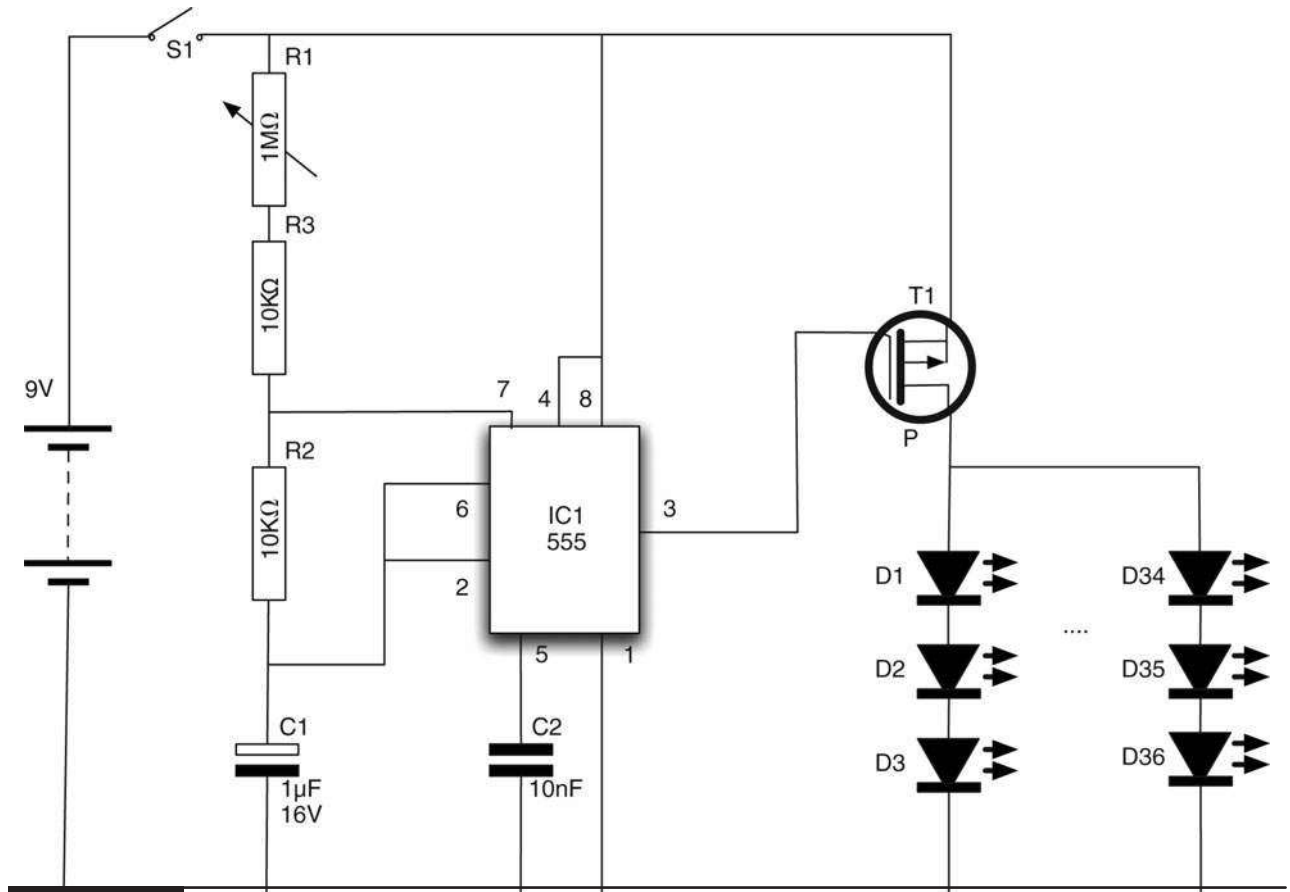 S1
R1
1MΩ
R3
10KΩ
9V
R2
10KΩ
7
4
8
6
2
IC1
555
3
5
1
C1
1µF
16V
C2
10nF
T1
P
D1
D2
D3
....
D34
D35
D36